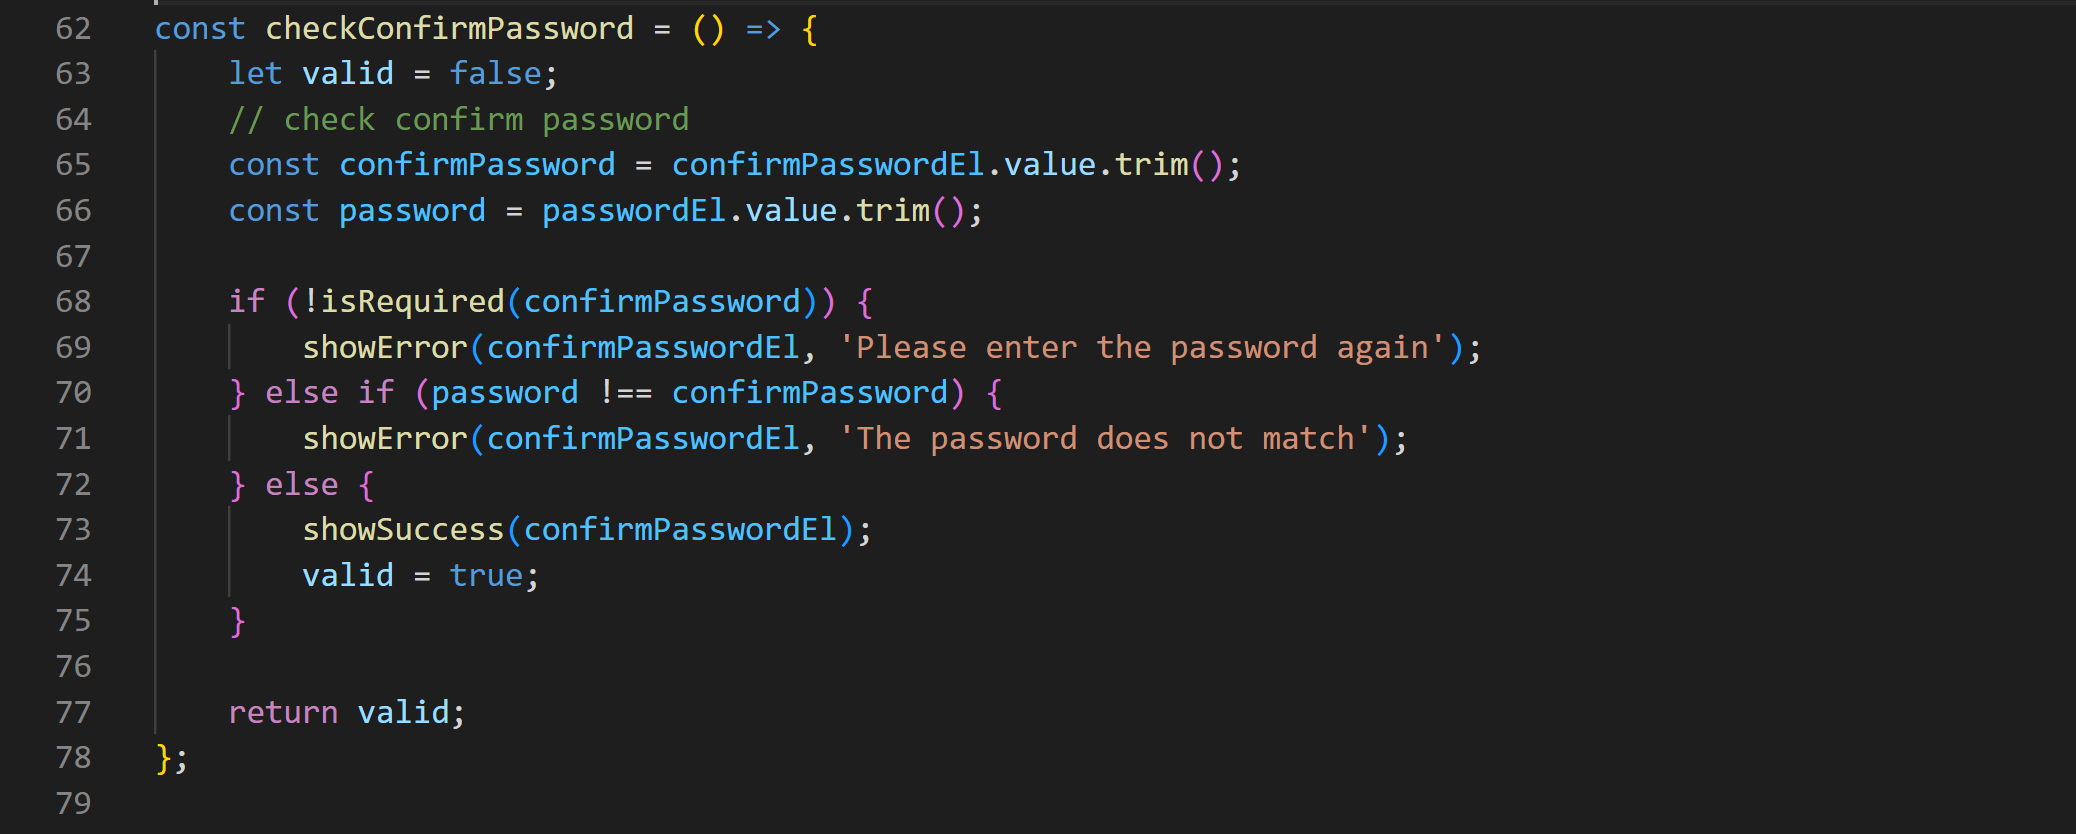 62 const checkConfirmPassword = () => {
63     let valid = false;
64     // check confirm password
65     const confirmPassword = confirmPasswordEl.value.trim();
66     const password = passwordEl.value.trim();
67
68     if (!isRequired(confirmPassword)) {
69         showError(confirmPasswordEl, 'Please enter the password again');
70     } else if (password !== confirmPassword) {
71         showError(confirmPasswordEl, 'The password does not match');
72     } else {
73         showSuccess(confirmPasswordEl);
74         valid = true;
75     }
76
77     return valid;
78 };
79